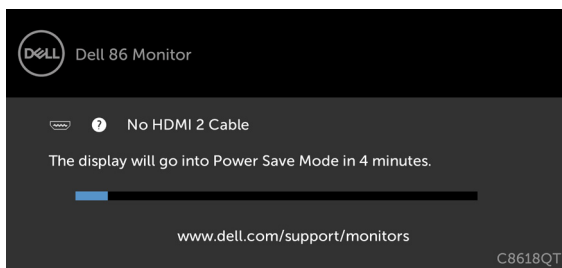 DELL
Dell 86 Monitor
? No HDMI 2 Cable
The display will go into Power Save Mode in 4 minutes.
www.dell.com/support/monitors
C8618QT